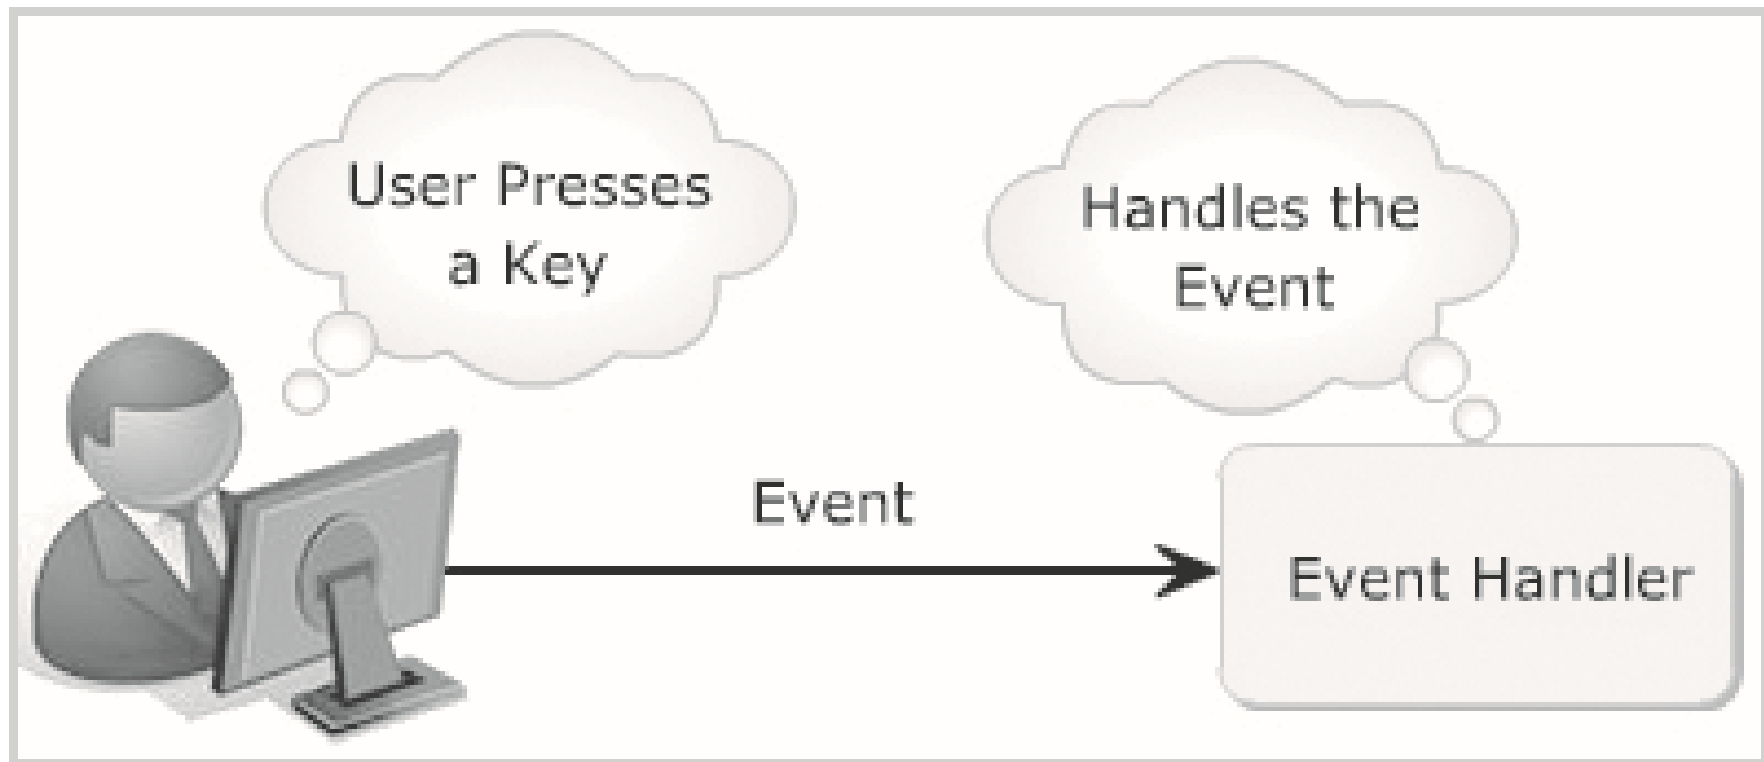 User Presses
a Key
Handles the
Event
Event
Event Handler